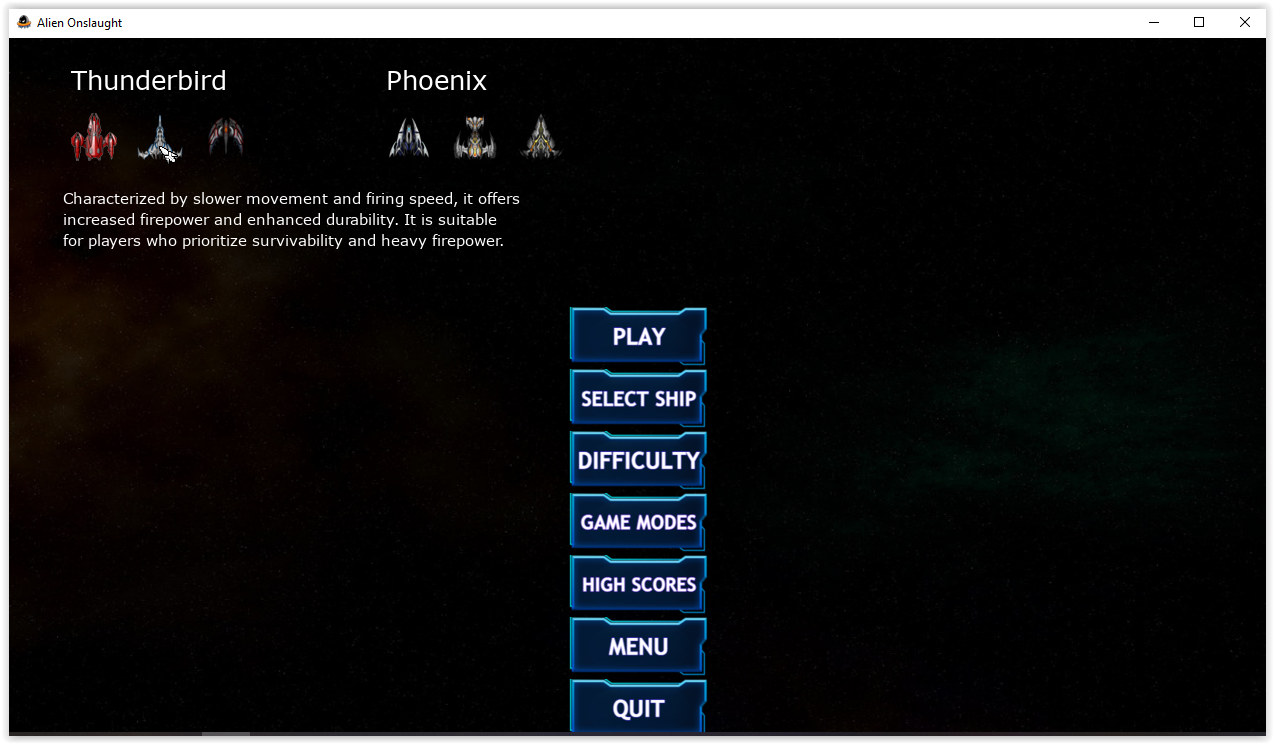 Alien Onslaught
Thunderbird
Phoenix
Characterized by slower movement and firing speed, it offers
increased firepower and enhanced durability. It is suitable
for players who prioritize survivability and heavy firepower.
PLAY
SELECT SHIP
DIFFICULTY
GAME MODES
HIGH SCORES
MENU
QUIT